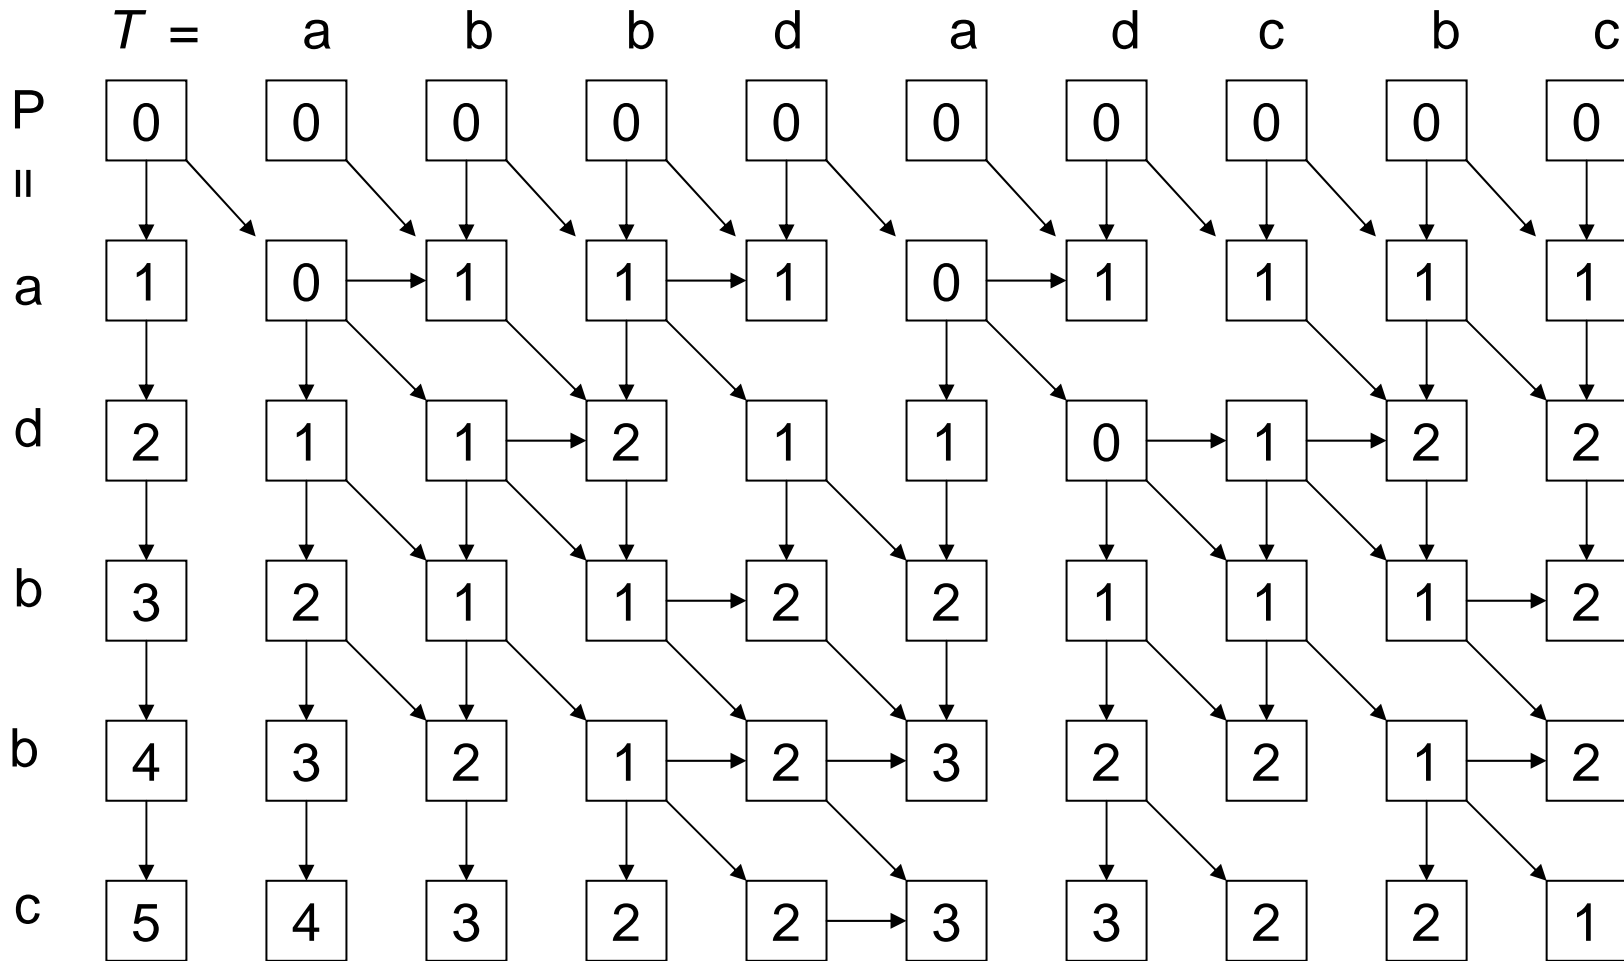 T = a b b d a d c b c
P 0 0 0 0 0 0 0 0 0 0
=
a 1 0 1 1 1 0 1 1 1 1
d 2 1 1 2 1 1 0 1 2 2
b 3 2 1 1 2 2 1 1 1 2
b 4 3 2 1 2 3 2 2 1 2
c 5 4 3 2 2 3 3 2 2 1